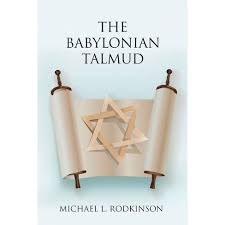 THE
BABYLONIAN
TALMUD
MICHAEL L. RODKINSON